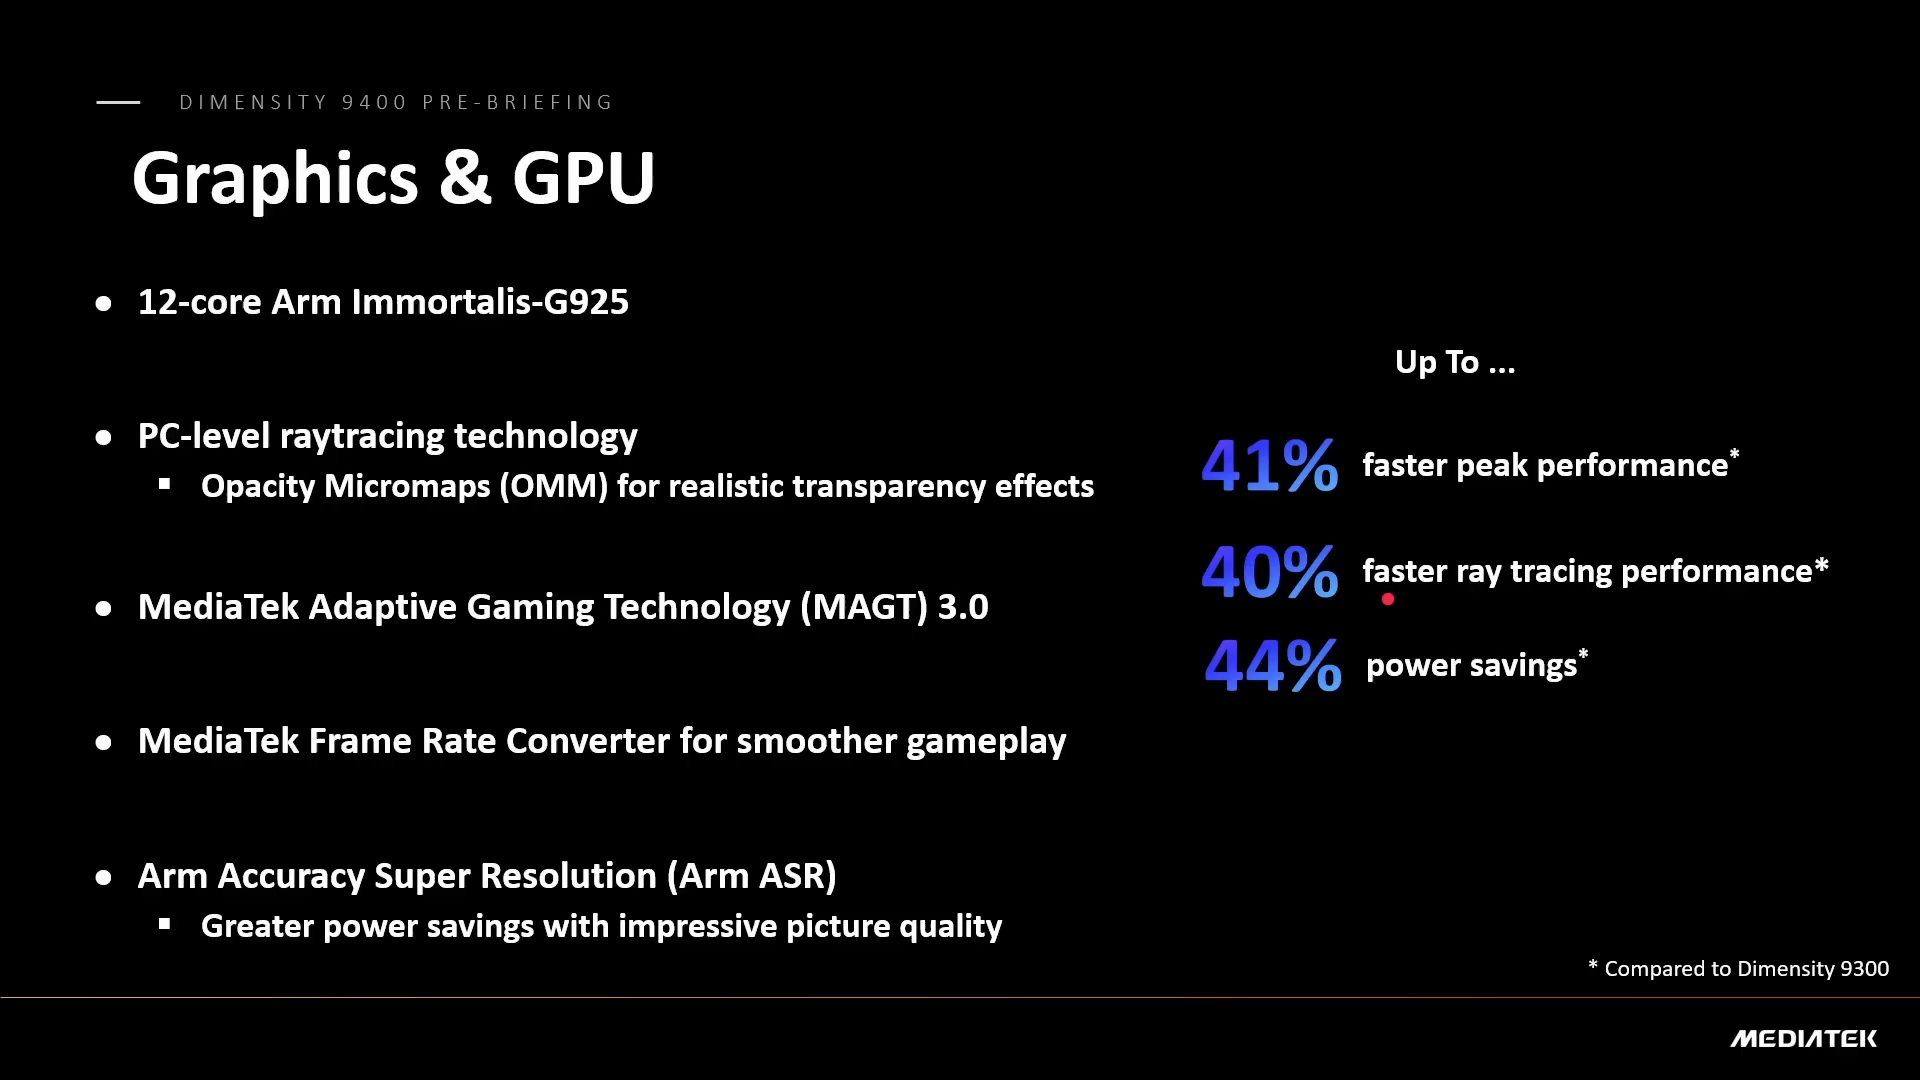 DIMENSITY 9400 PRE-BRIEFING
Graphics & GPU
● 12-core Arm Immortalis-G925
● PC-level raytracing technology
▪ Opacity Micromaps (OMM) for realistic transparency effects
● MediaTek Adaptive Gaming Technology (MAGT) 3.0
● MediaTek Frame Rate Converter for smoother gameplay
● Arm Accuracy Super Resolution (Arm ASR)
▪ Greater power savings with impressive picture quality
Up To ...
41% faster peak performance*
40% faster ray tracing performance*
44% power savings*
* Compared to Dimensity 9300
MEDIATEK